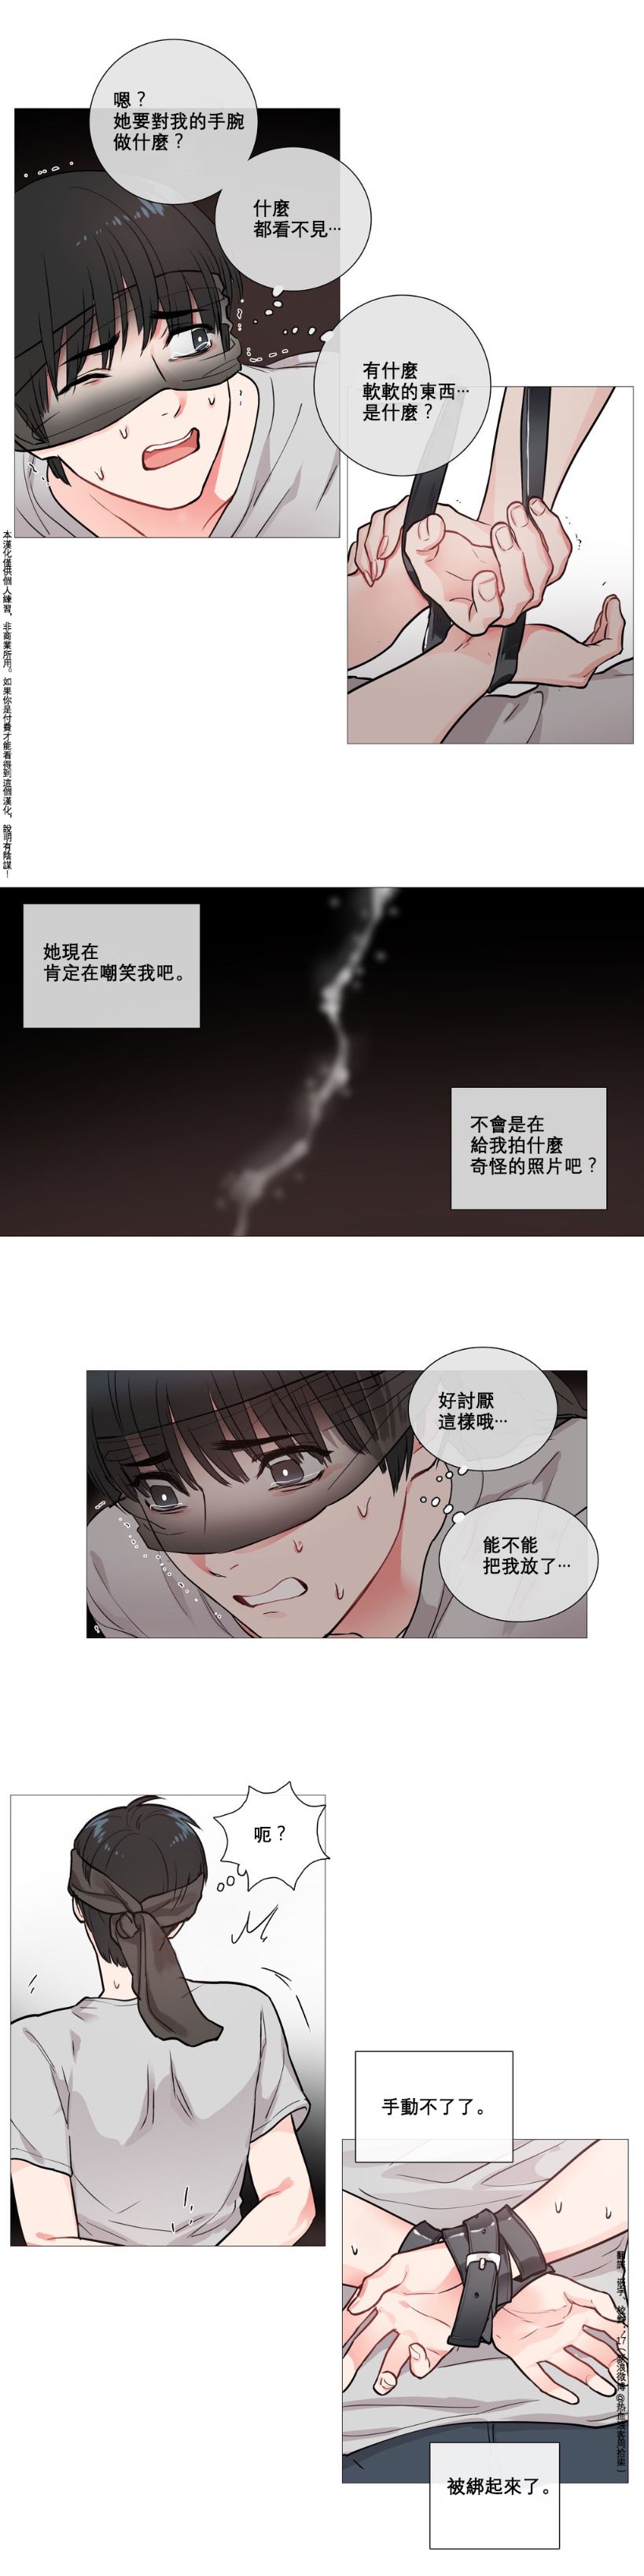 嗯？
她要對我的手腕
做什麼？
什麼
都看不見…
有什麼
軟軟的東西…
是什麼？
?
本漢化僅供個人練習，非商業所用。如果你是付費才能看得到這個漢化，說明有陰謀！
她現在
肯定在嘲笑我吧。
不會是在
給我拍什麼
奇怪的照片吧？
好討厭
這樣哦…
能不能
把我放了…
呃？
手動不了了。
被綁起來了。